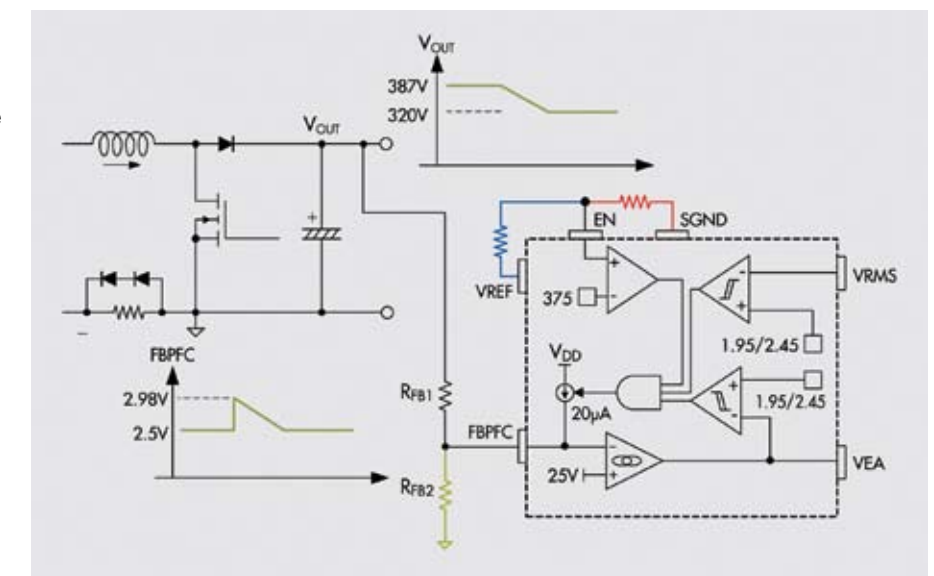 VOUT
387V
320V
VOUT
EN
SGND
VREF
375
VRMS
1.95/2.45
VDD
1.95/2.45
20µA
FBPFC
2.98V
2.5V
RFB1
FBPFC
25V
VEA
RFB2
+
−
+
-
-
+
+
-
-
+